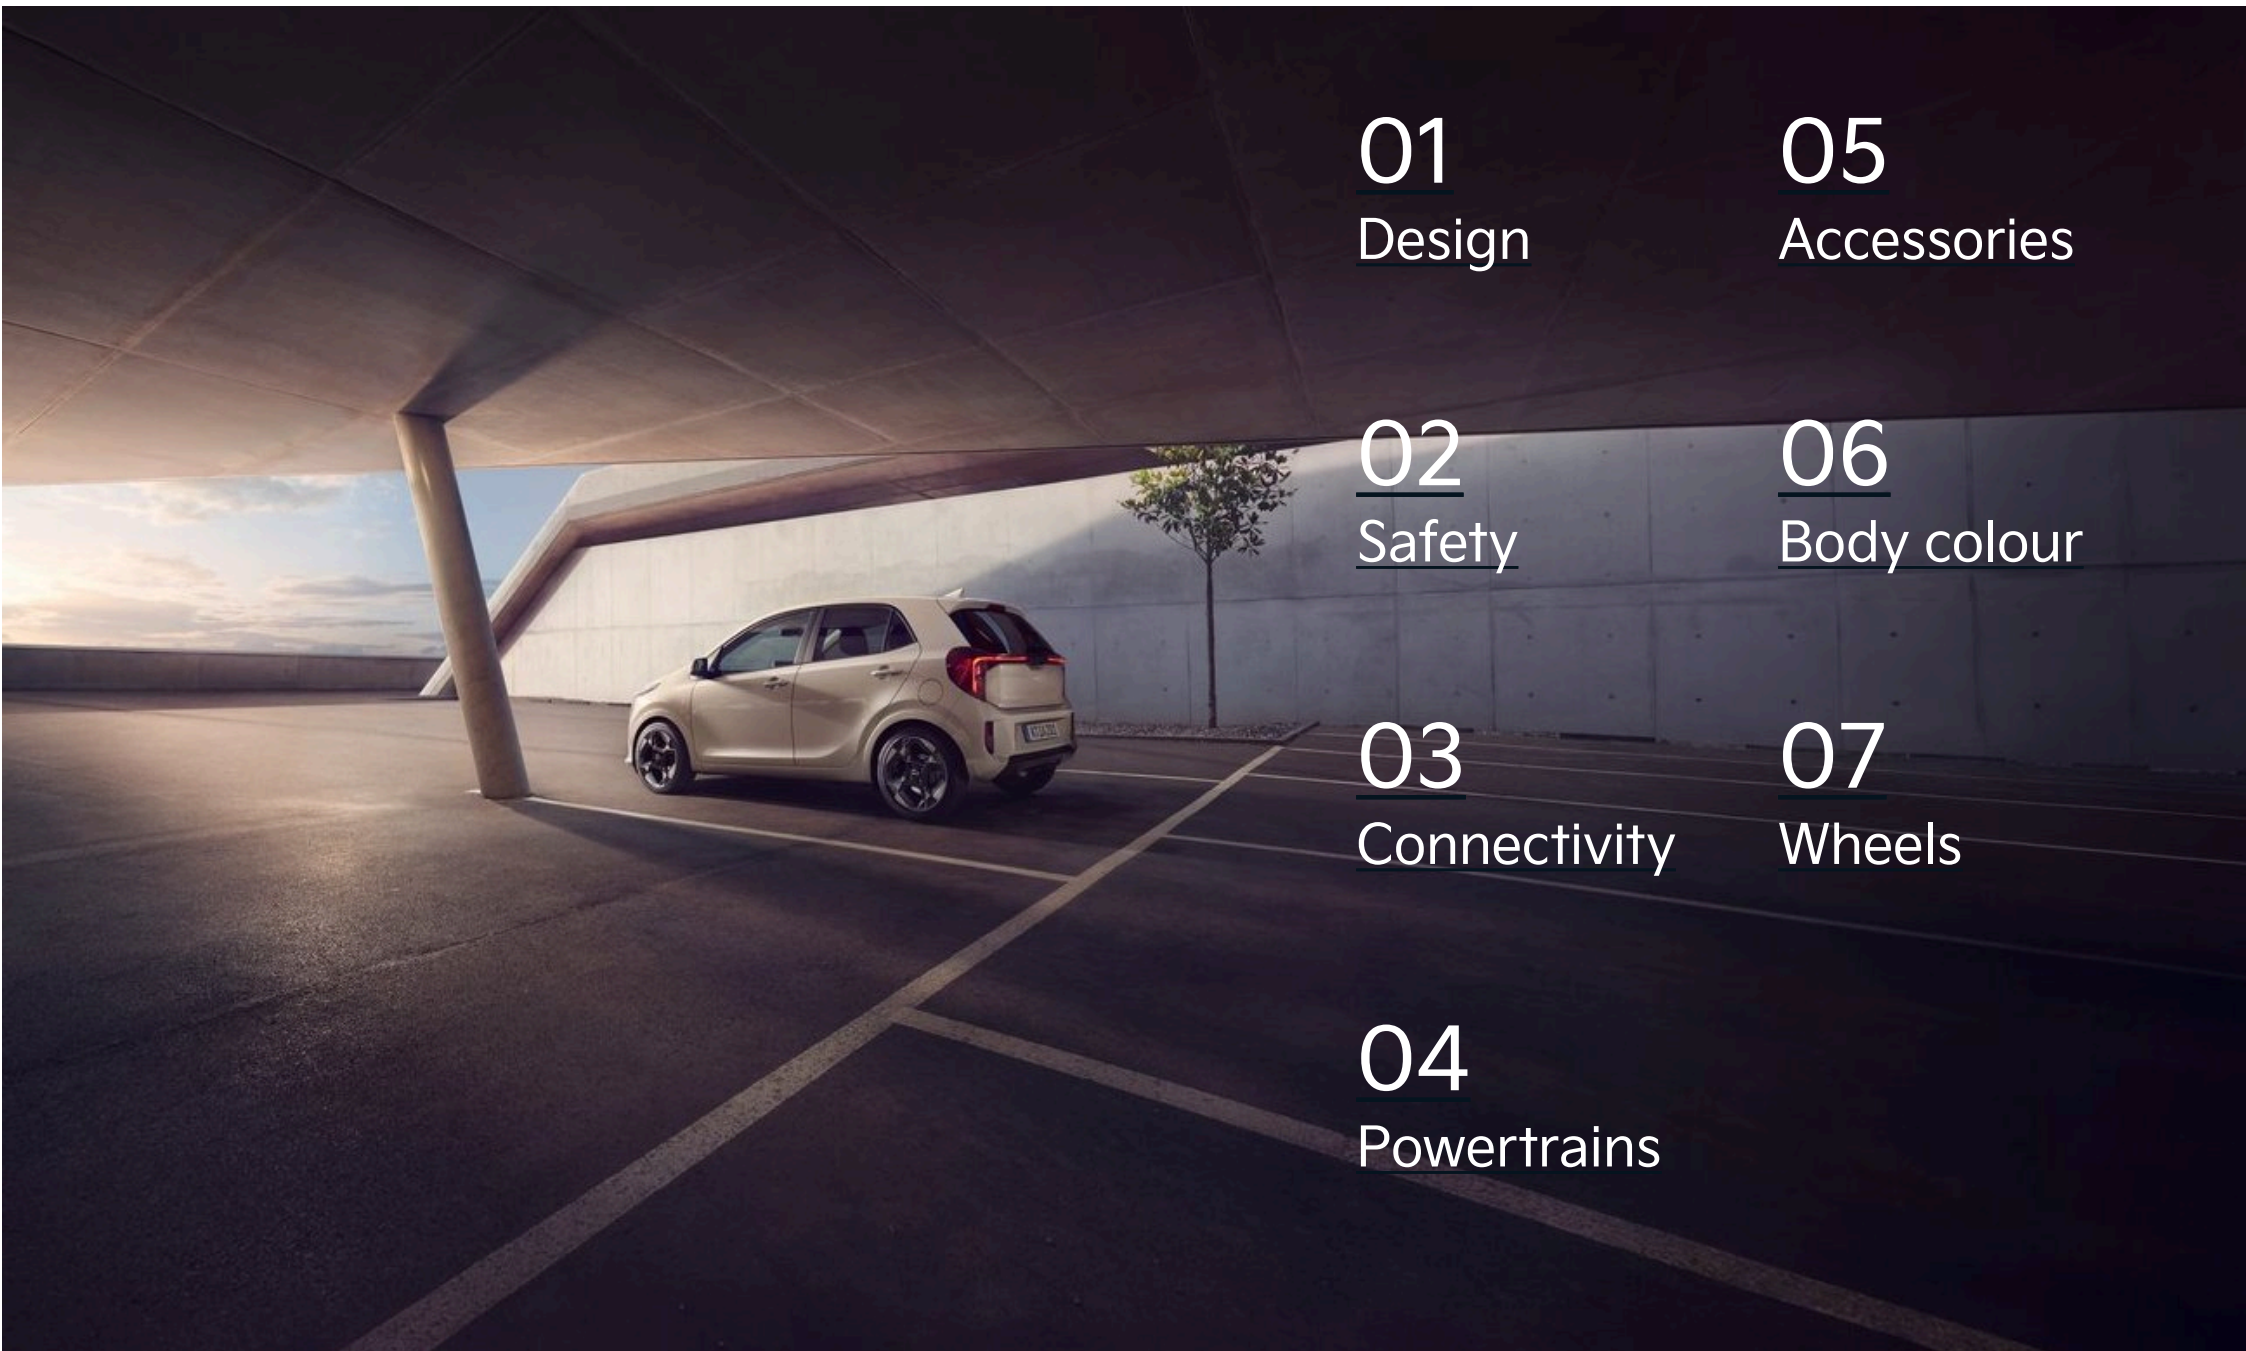 01
Design
02
Safety
03
Connectivity
04
Powertrains
05
Accessories
06
Body colour
07
Wheels